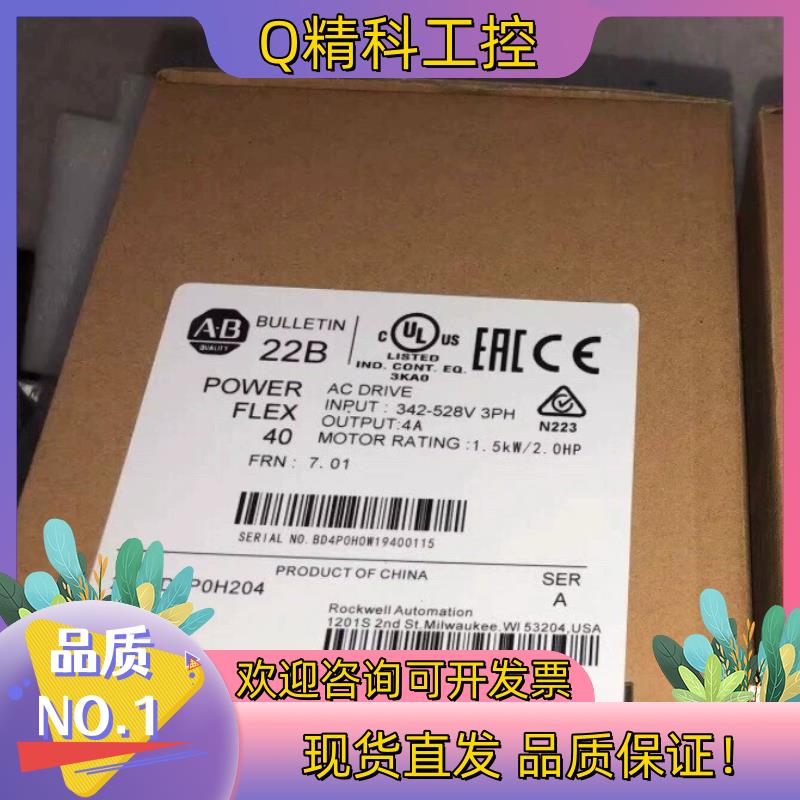 Q精科工控
A·B
QUALITY
BULLETIN
22B
C UL US
LISTED
IND. CONT. EQ.
3KA0
EAC CE
N223
POWER
FLEX
40
AC DRIVE
INPUT : 342-528V 3PH
OUTPUT:4A
MOTOR RATING :1.5kW/2.0HP
FRN : 7.01
SERIAL NO. BD4P0H0W19400115
PRODUCT OF CHINA
SER
A
P0H204
Rockwell Automation
1201S 2nd St.Milwaukee.WI 53204,USA
品质
NO.1
欢迎咨询可开发票
现货直发 品质保证!